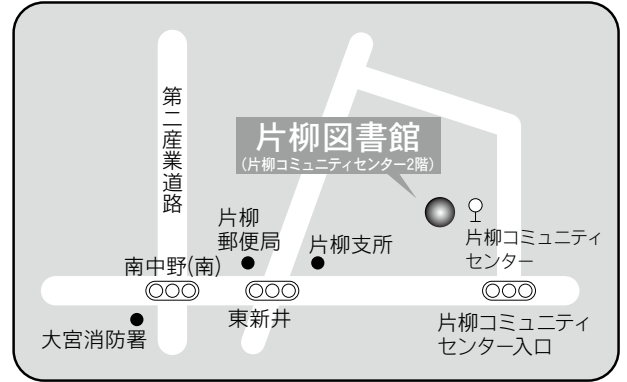 第二産業道路
片柳図書館
(片柳コミュニティセンター2階)
片柳
郵便局
片柳支所
片柳コミュニティ
センター
南中野(南)
東新井
大宮消防署
片柳コミュニティ
センター入口